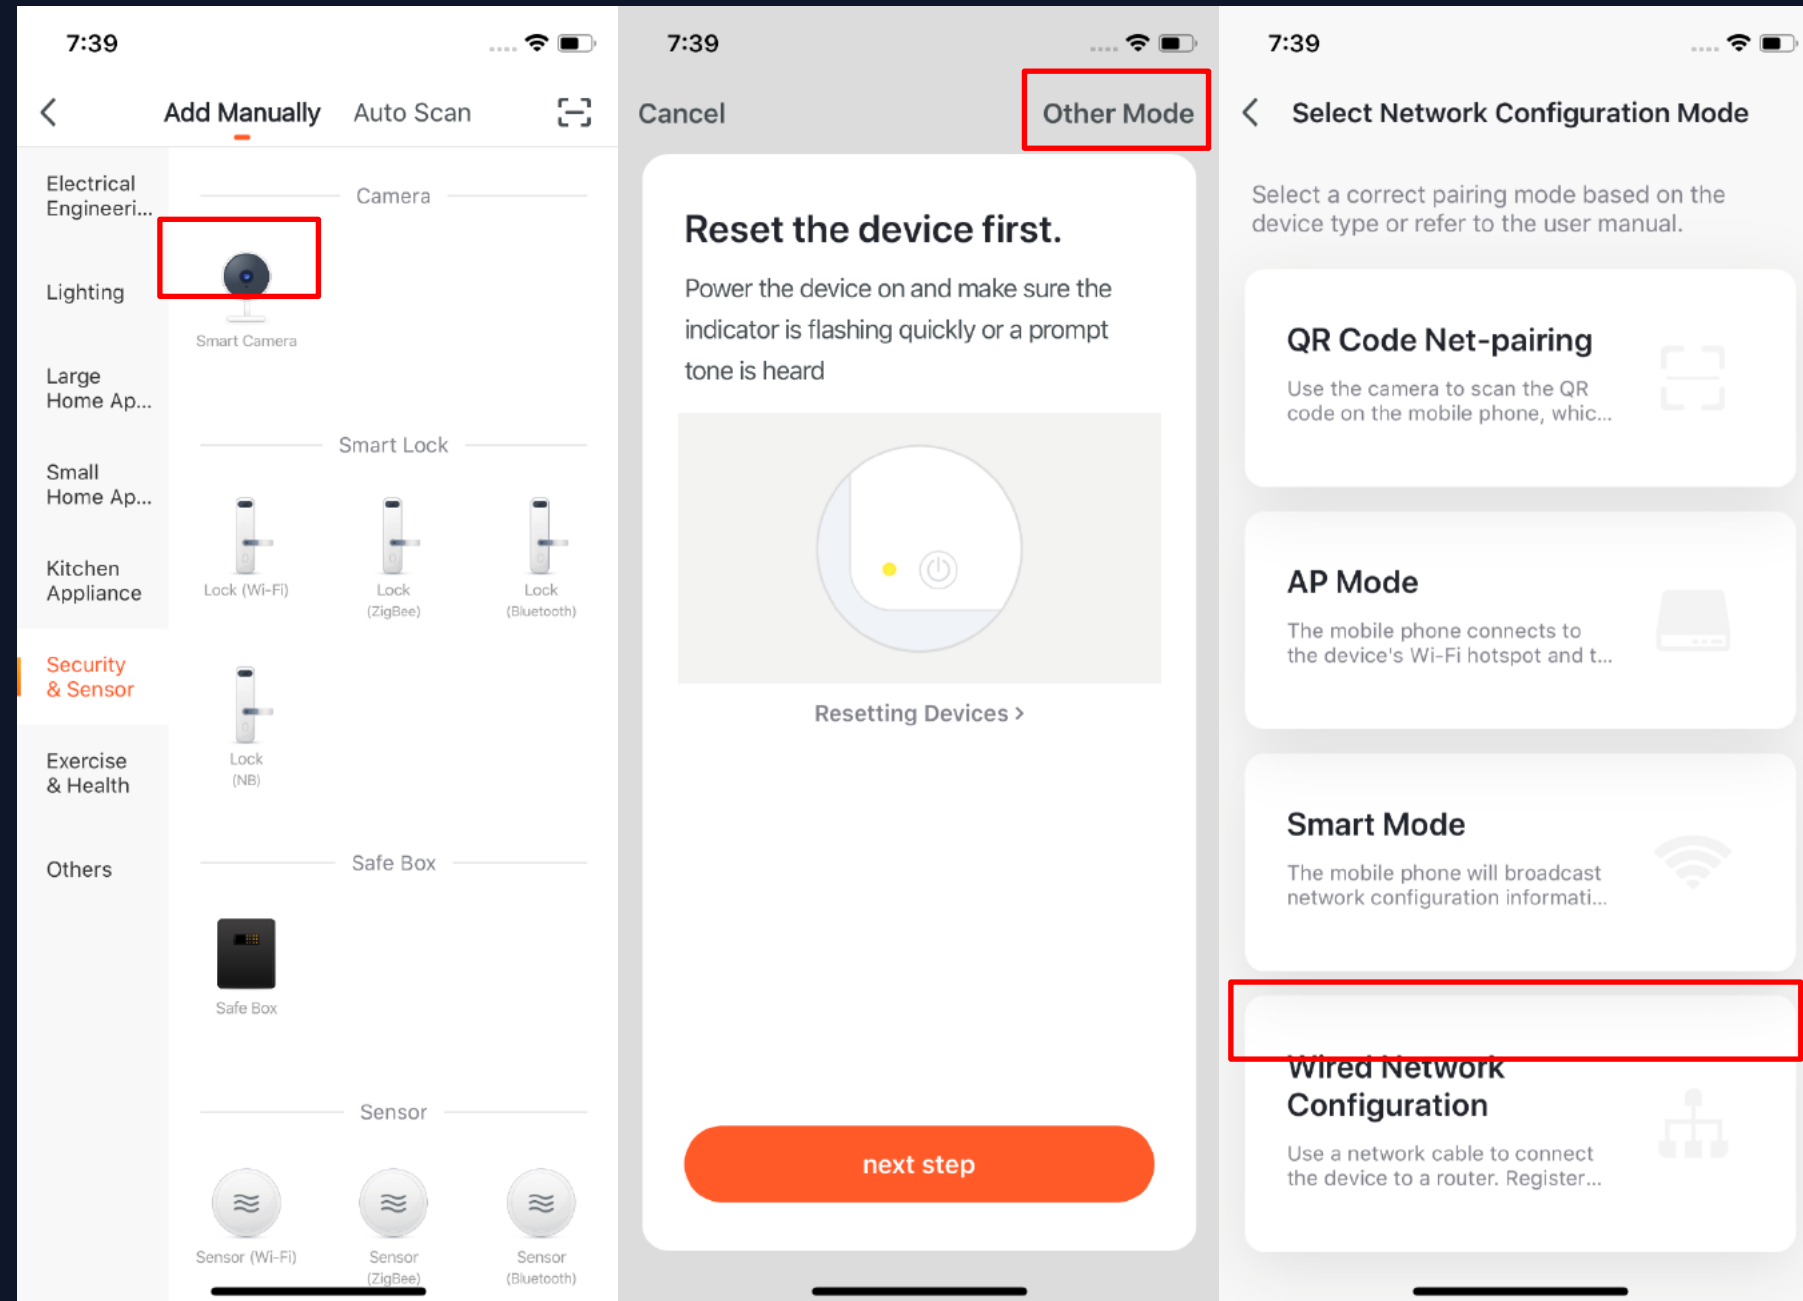 7:39
Add Manually Auto Scan
Electrical
Engineeri...
Lighting
Large
Home Ap...
Small
Home Ap...
Kitchen
Appliance
Security
& Sensor
Exercise
& Health
Others
Camera
Smart Camera
Smart Lock
Lock (Wi-Fi)
Lock
(ZigBee)
Lock
(Bluetooth)
Lock
(NB)
Safe Box
Safe Box
Sensor
Sensor (Wi-Fi)
Sensor
(ZigBee)
Sensor
(Bluetooth)
7:39
Cancel Other Mode
Reset the device first.
Power the device on and make sure the
indicator is flashing quickly or a prompt
tone is heard
Resetting Devices >
next step
7:39
Select Network Configuration Mode
Select a correct pairing mode based on the
device type or refer to the user manual.
QR Code Net-pairing
Use the camera to scan the QR
code on the mobile phone, whic...
AP Mode
The mobile phone connects to
the device's Wi-Fi hotspot and t...
Smart Mode
The mobile phone will broadcast
network configuration informati...
Wired Network
Configuration
Use a network cable to connect
the device to a router. Register...